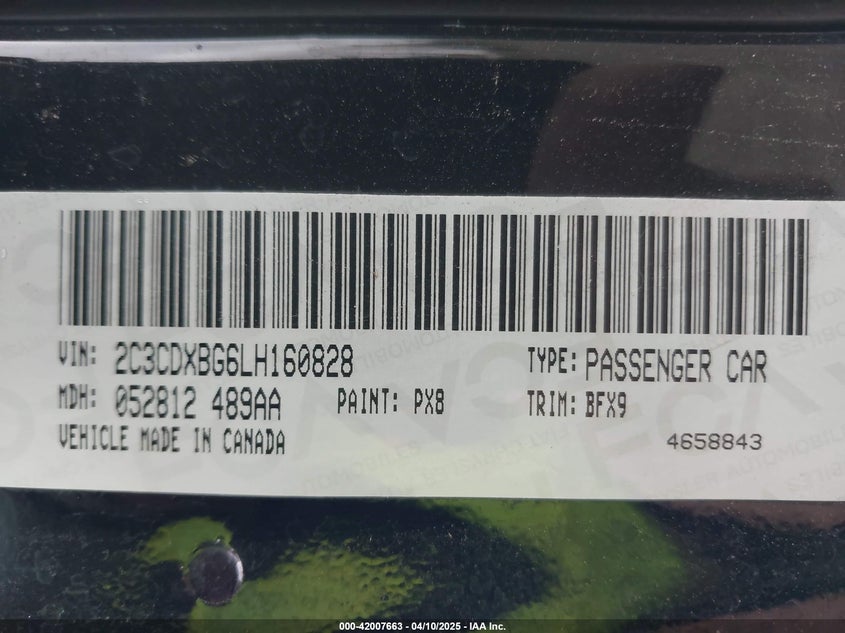 VIN: 2C3CDXBG6LH160828 TYPE: PASSENGER CAR
MDH: 052812 489AA PAINT: PX8 TRIM: BFX9
VEHICLE MADE IN CANADA 4658843
000-42007663 - 04/10/2025 - IAA Inc.